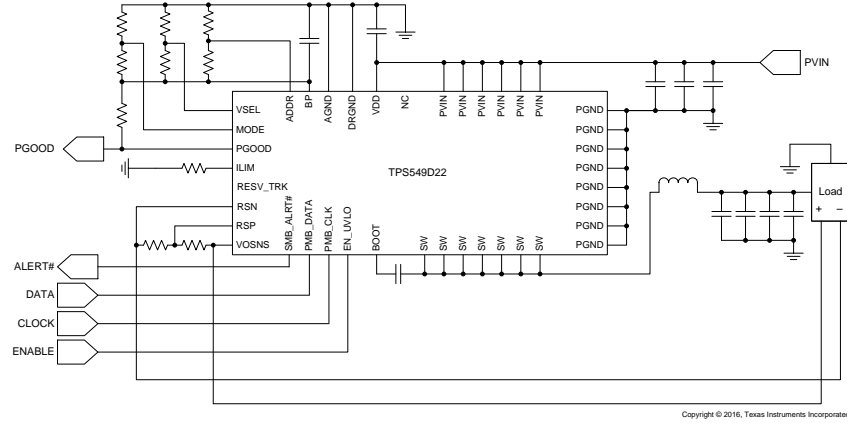 PVIN
ADDR
BP
AGND
DRGND
VDD
NC
PVIN
PVIN
PVIN
PVIN
PVIN
PVIN
VSEL
MODE
PGOOD
PGOOD
ILIM
RESV_TRK
RSN
RSP
VOSNS
TPS549D22
PGND
PGND
PGND
PGND
PGND
PGND
PGND
PGND
SMB_ALRT#
PMB_DATA
PMB_CLK
EN_UVLO
BOOT
SW
SW
SW
SW
SW
SW
SW
Load
+ –
ALERT#
DATA
CLOCK
ENABLE
Copyright © 2016, Texas Instruments Incorporated